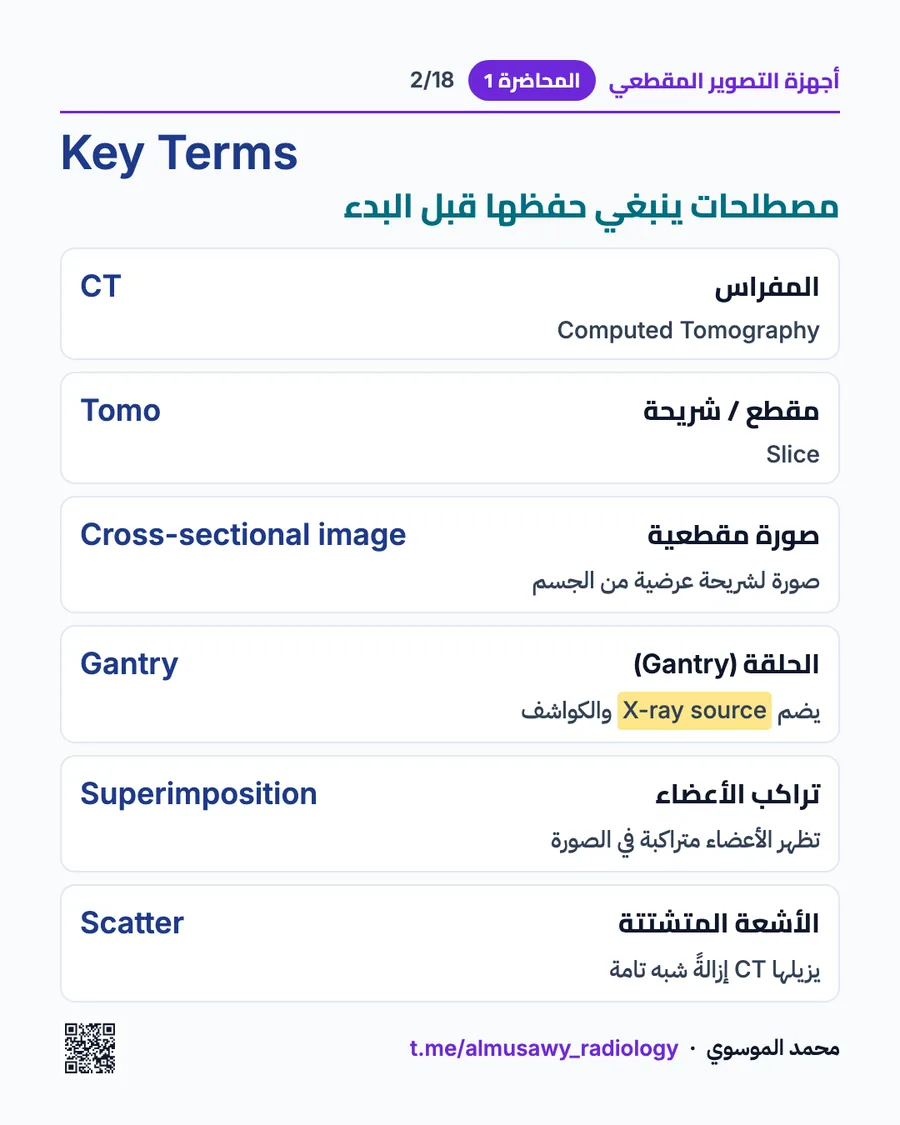 أجهزة التصوير المقطعي المحاضرة 1 2/18
Key Terms
مصطلحات ينبغي حفظها قبل البدء
CT
المفراس
Computed Tomography
Tomo
مقطع / شريحة
Slice
Cross-sectional image
صورة مقطعية
صورة لشريحة عرضية من الجسم
Gantry
الحلقة (Gantry)
يضم X-ray source والكواشف
Superimposition
تراكب الأعضاء
تظهر الأعضاء متراكبة في الصورة
Scatter
الأشعة المتشتتة
يزيلها CT إزالةً شبه تامة
محمد الموسوي · t.me/almusawy_radiology